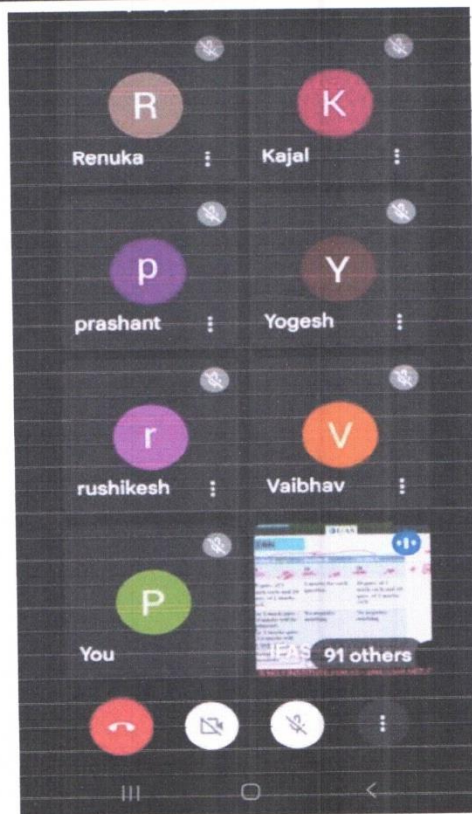 R K
Renuka Kajal
p Y
prashant Yogesh
r V
rushikesh Vaibhav
P
You IFAS 91 others